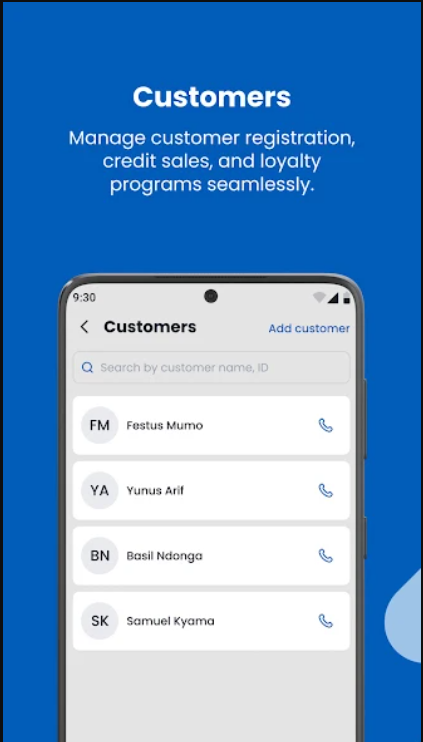 Customers
Manage customer registration,
credit sales, and loyalty
programs seamlessly.
9:30
Customers
Add customer
Search by customer name, ID
FM
Festus Mumo
YA
Yunus Arif
BN
Basil Ndonga
SK
Samuel Kyama